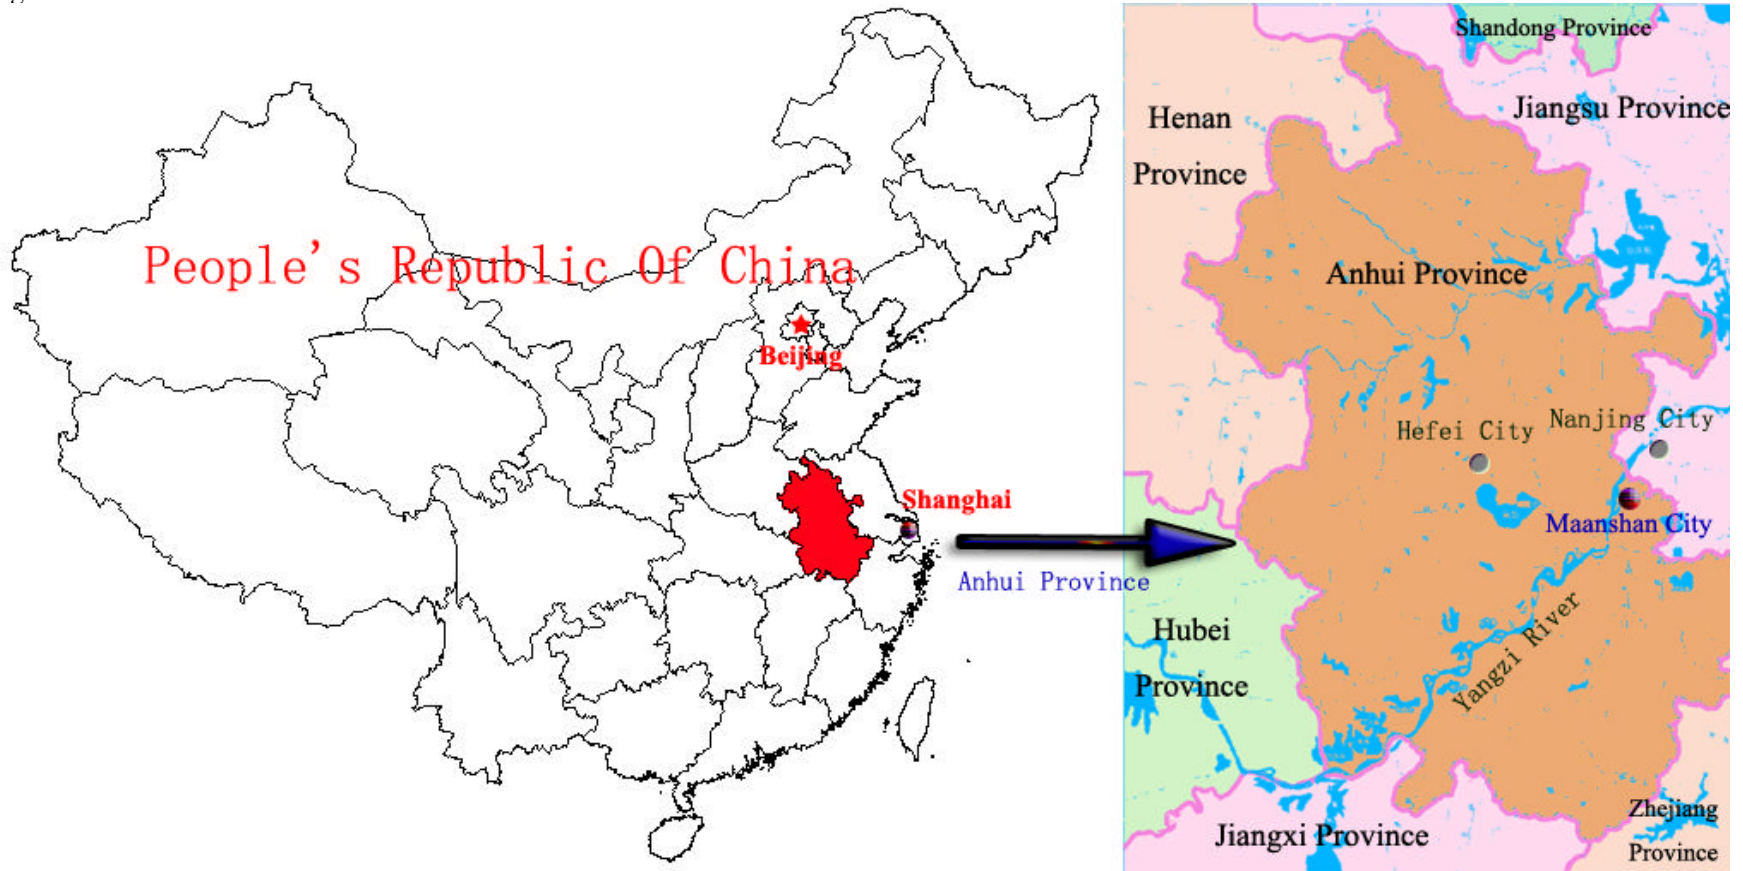 People's Republic Of China
Beijing
Shanghai
Anhui Province
Shandong Province
Jiangsu Province
Henan
Province
Anhui Province
Hefei City
Nanjing City
Maanshan City
Yangzi River
Hubei
Province
Jiangxi Province
Zhejiang
Province